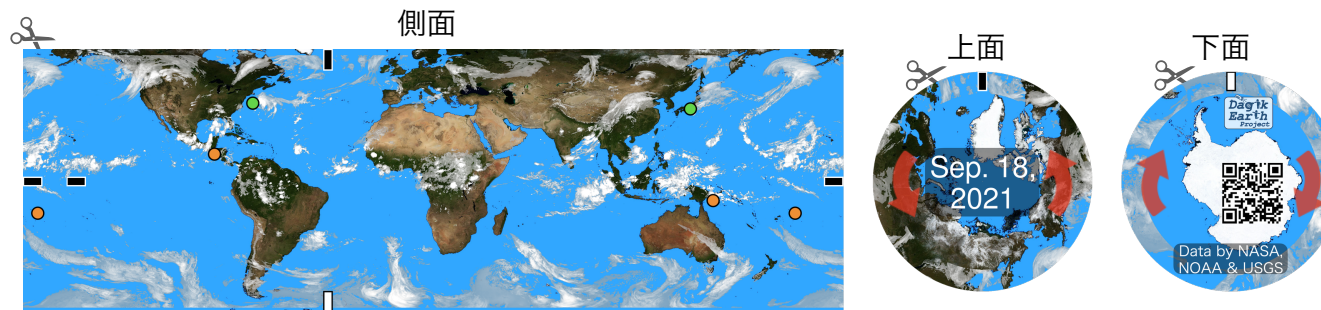 側面
上面
Sep. 18,
2021
下面
Dagik
Earth
Project
Data by NASA,
NOAA & USGS